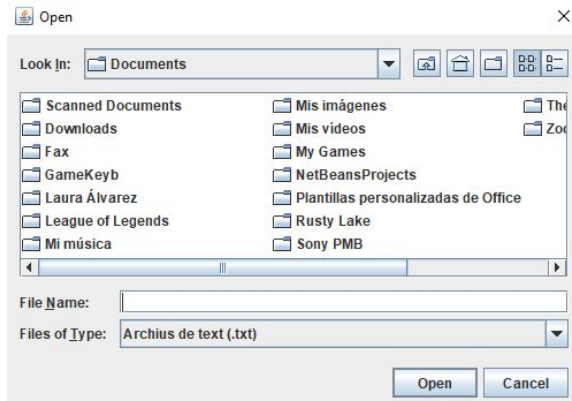 Open
Look In: Documents
Scanned Documents
Downloads
Fax
GameKeyb
Laura Álvarez
League of Legends
Mi música
Mis imágenes
Mis vídeos
My Games
NetBeansProjects
Plantillas personalizadas de Office
Rusty Lake
Sony PMB
The
Zoo
File Name:
Files of Type: Archius de text (.txt)
Open Cancel